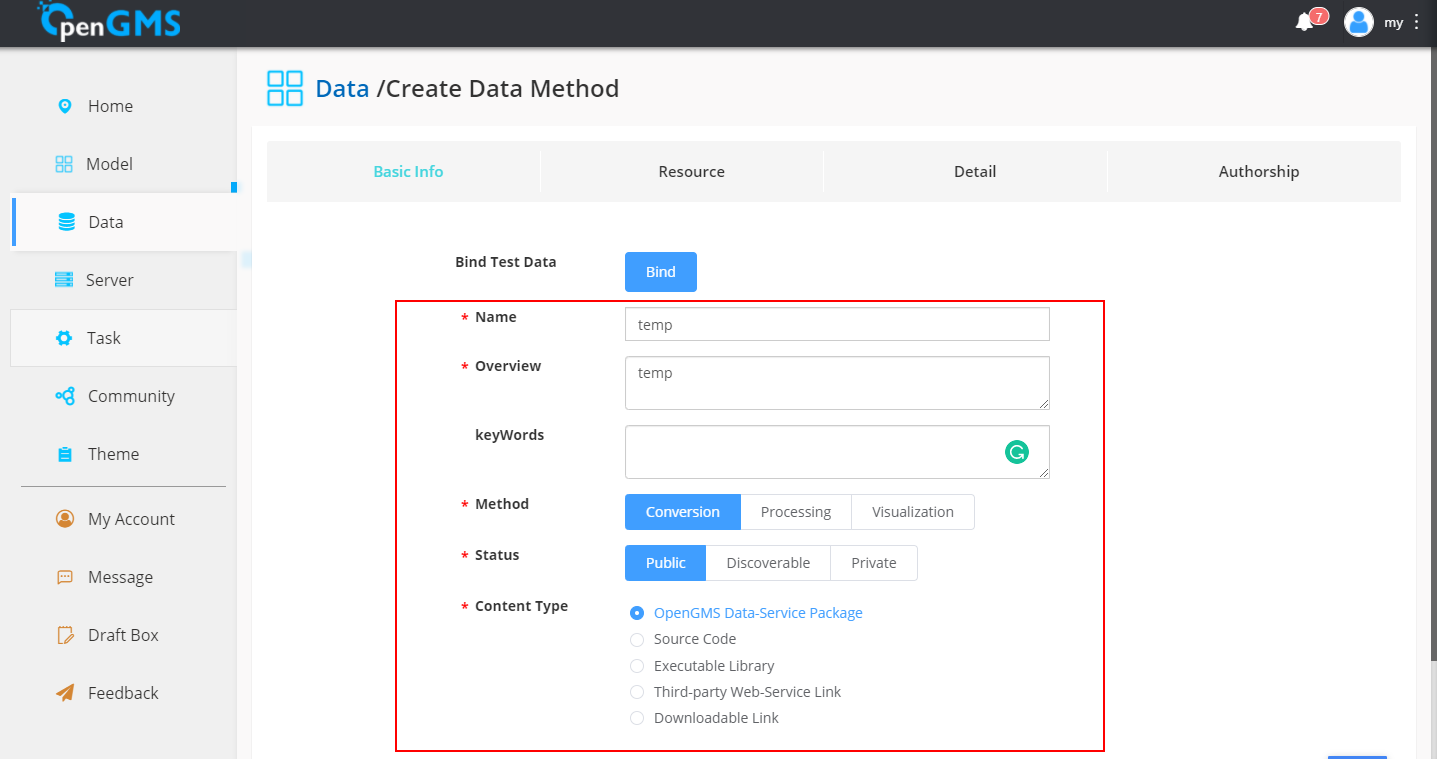 OpenGMS
7
my
Home
Model
Data
Server
Task
Community
Theme
My Account
Message
Draft Box
Feedback
Data /Create Data Method
Basic Info
Resource
Detail
Authorship
Bind Test Data
Bind
* Name
temp
* Overview
temp
keyWords
* Method
Conversion
Processing
Visualization
* Status
Public
Discoverable
Private
* Content Type
OpenGMS Data-Service Package
Source Code
Executable Library
Third-party Web-Service Link
Downloadable Link